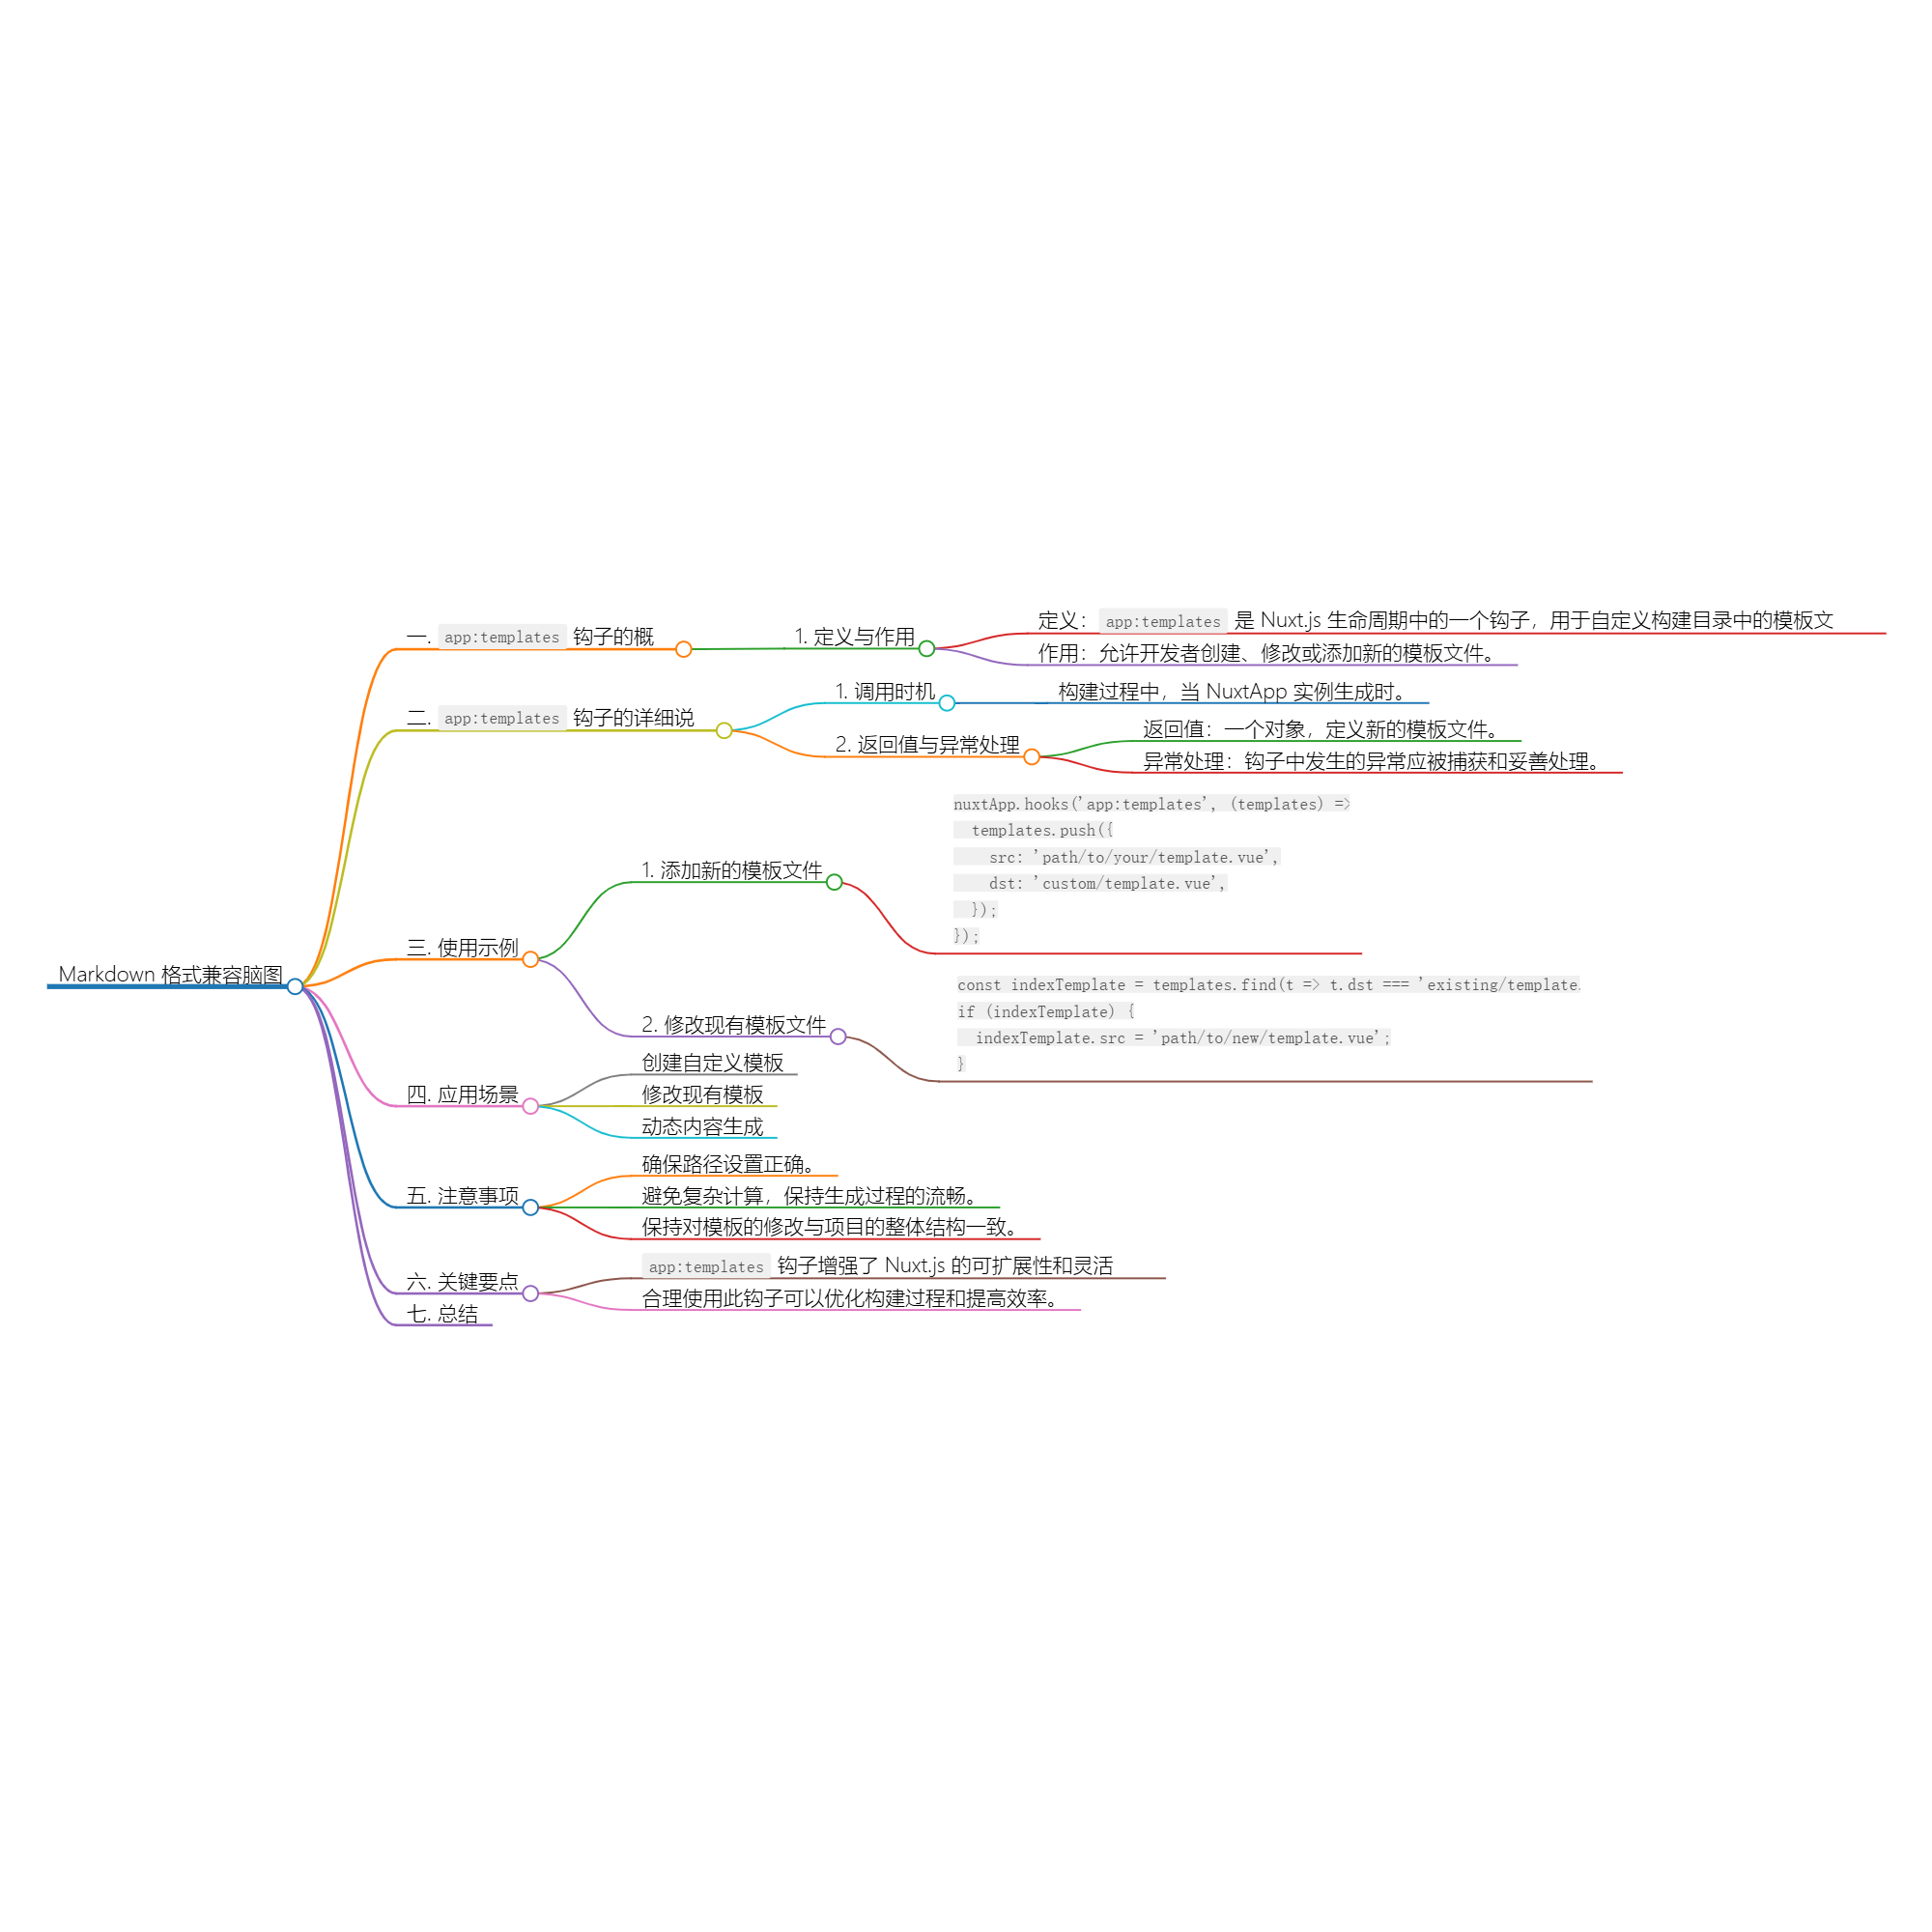 Markdown 格式兼容脑图
一. app:templates 钩子的概
1. 定义与作用
定义：app:templates 是 Nuxt.js 生命周期中的一个钩子，用于自定义构建目录中的模板文
作用：允许开发者创建、修改或添加新的模板文件。
二. app:templates 钩子的详细说
1. 调用时机
构建过程中，当 NuxtApp 实例生成时。
2. 返回值与异常处理
返回值：一个对象，定义新的模板文件。
异常处理：钩子中发生的异常应被捕获和妥善处理。
三. 使用示例
1. 添加新的模板文件
nuxtApp.hooks('app:templates', (templates) =>
  templates.push({
    src: 'path/to/your/template.vue',
    dst: 'custom/template.vue',
  });
});
2. 修改现有模板文件
const indexTemplate = templates.find(t => t.dst === 'existing/template.
if (indexTemplate) {
  indexTemplate.src = 'path/to/new/template.vue';
}
四. 应用场景
创建自定义模板
修改现有模板
动态内容生成
五. 注意事项
确保路径设置正确。
避免复杂计算，保持生成过程的流畅。
保持对模板的修改与项目的整体结构一致。
六. 关键要点
app:templates 钩子增强了 Nuxt.js 的可扩展性和灵活
合理使用此钩子可以优化构建过程和提高效率。
七. 总结